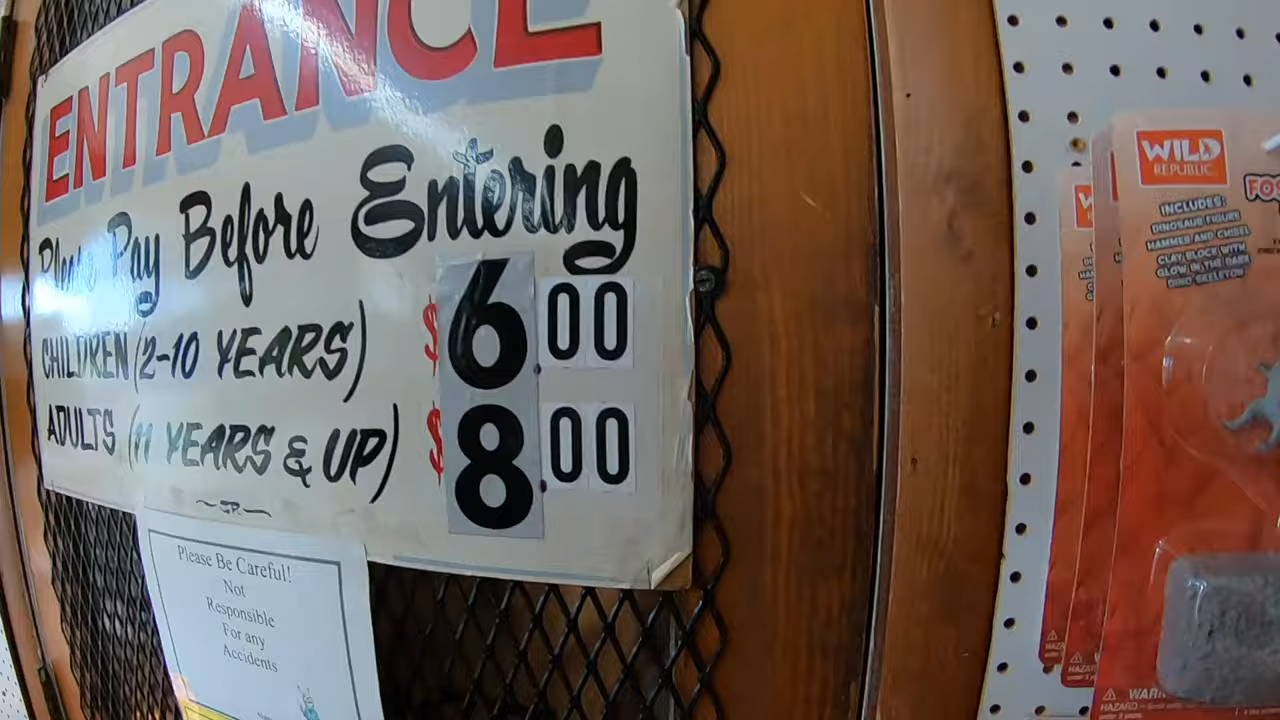 ENTRANCE
Please Pay Before Entering
CHILDREN (2-10 YEARS) $6.00
ADULTS (11 YEARS & UP) $8.00
Please Be Careful!
Not
Responsible
For any
Accidents
WILD
REPUBLIC
INCLUDES:
DINOSAUR FIGURE
HAMMER AND CHISEL
CLAY BLOCK WITH
GLOW IN THE DARK
DINO SKELETON